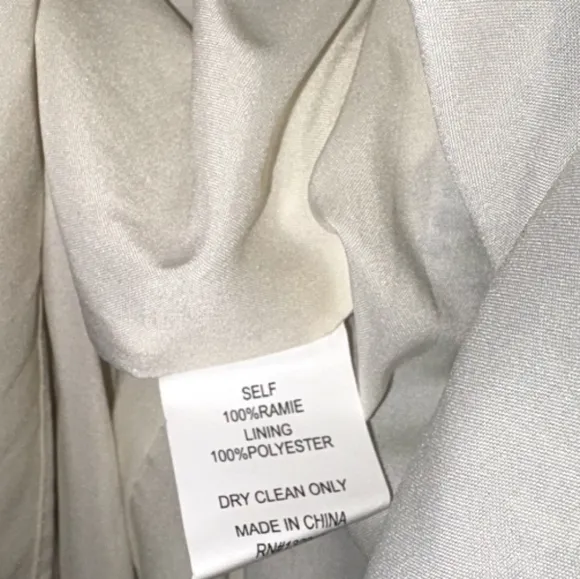 SELF
100%RAMIE
LINING
100%POLYESTER
DRY CLEAN ONLY
MADE IN CHINA